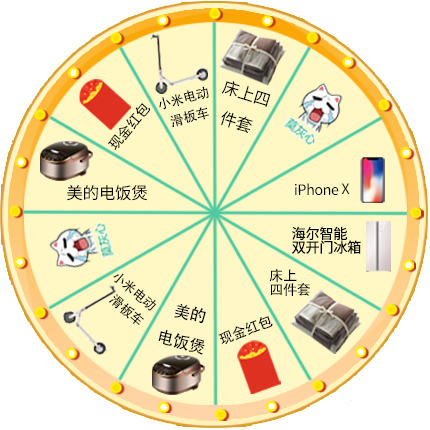 小米电动
滑板车
床上四
件套
莫灰心
iPhone X
海尔智能
双开门冰箱
床上
四件套
现金红包
美的
电饭煲
小米电动
滑板车
莫灰心
美的电饭煲
现金红包